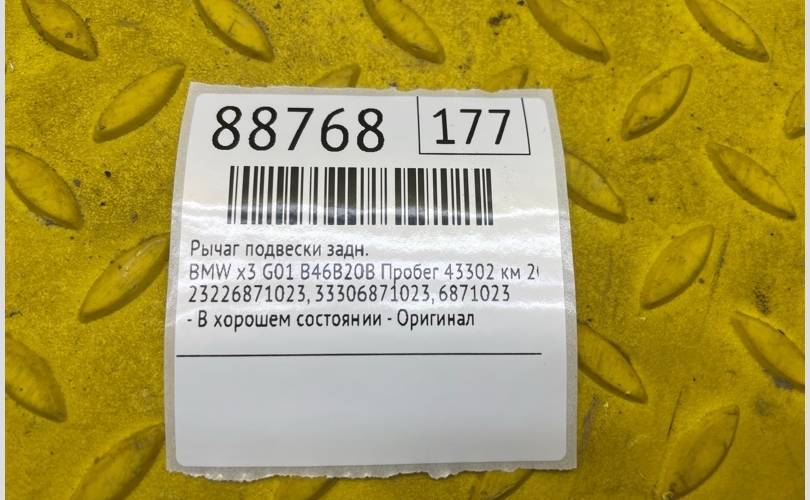 88768 177
Рычаг подвески задн.
BMW x3 G01 B46B20B Пробег 43302 км
23226871023, 33306871023, 6871023
- В хорошем состоянии - Оригинал